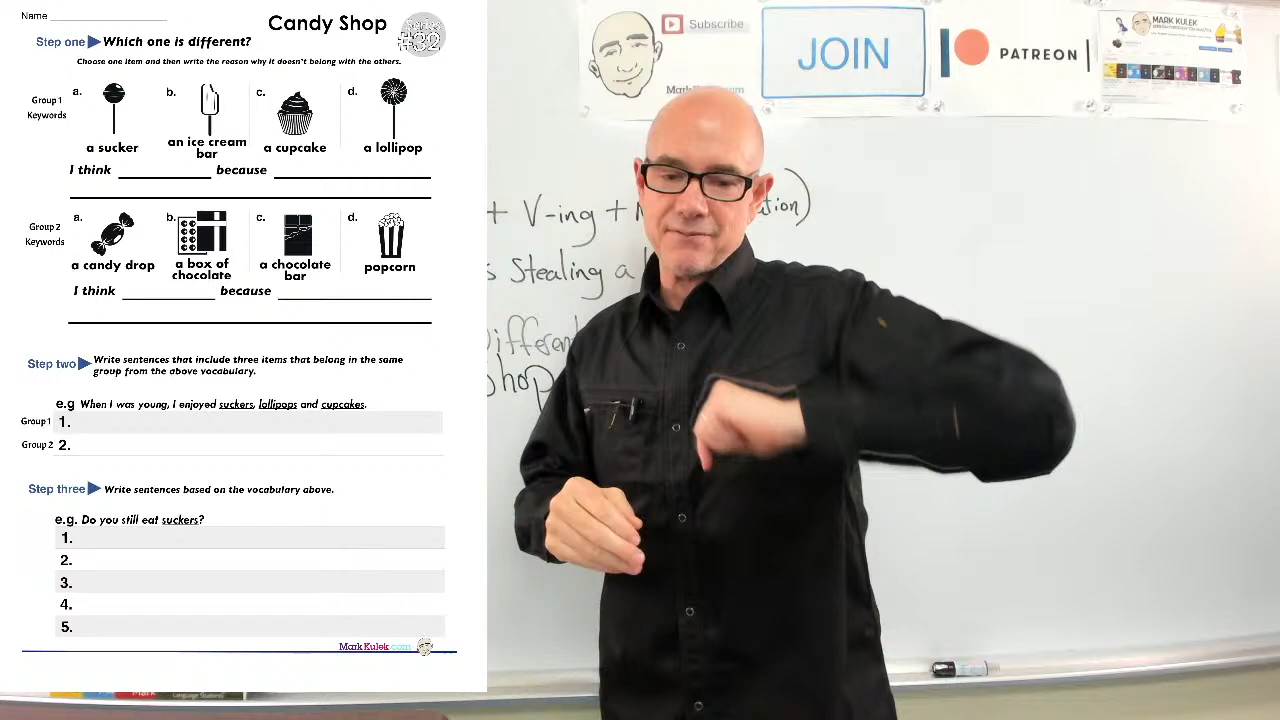 Name
Candy Shop
Step one Which one is different?
Choose one item and then write the reason why it doesn't belong with the others.
Group 1
Keywords
a. b. c. d.
a sucker an ice cream bar a cupcake a lollipop
I think because
Group 2
Keywords
a. b. c. d.
a candy drop a box of chocolate a chocolate bar popcorn
I think because
Step two Write sentences that include three items that belong in the same
group from the above vocabulary.
e.g When I was young, I enjoyed suckers, lollipops and cupcakes.
Group 1 1.
Group 2 2.
Step three Write sentences based on the vocabulary above.
e.g. Do you still eat suckers?
1.
2.
3.
4.
5.
MarkKulek.com
Subscribe
MarkKulek.com
JOIN
PATREON
MARK KULEK
+ V-ing +
s Stealing a
Differen
shop